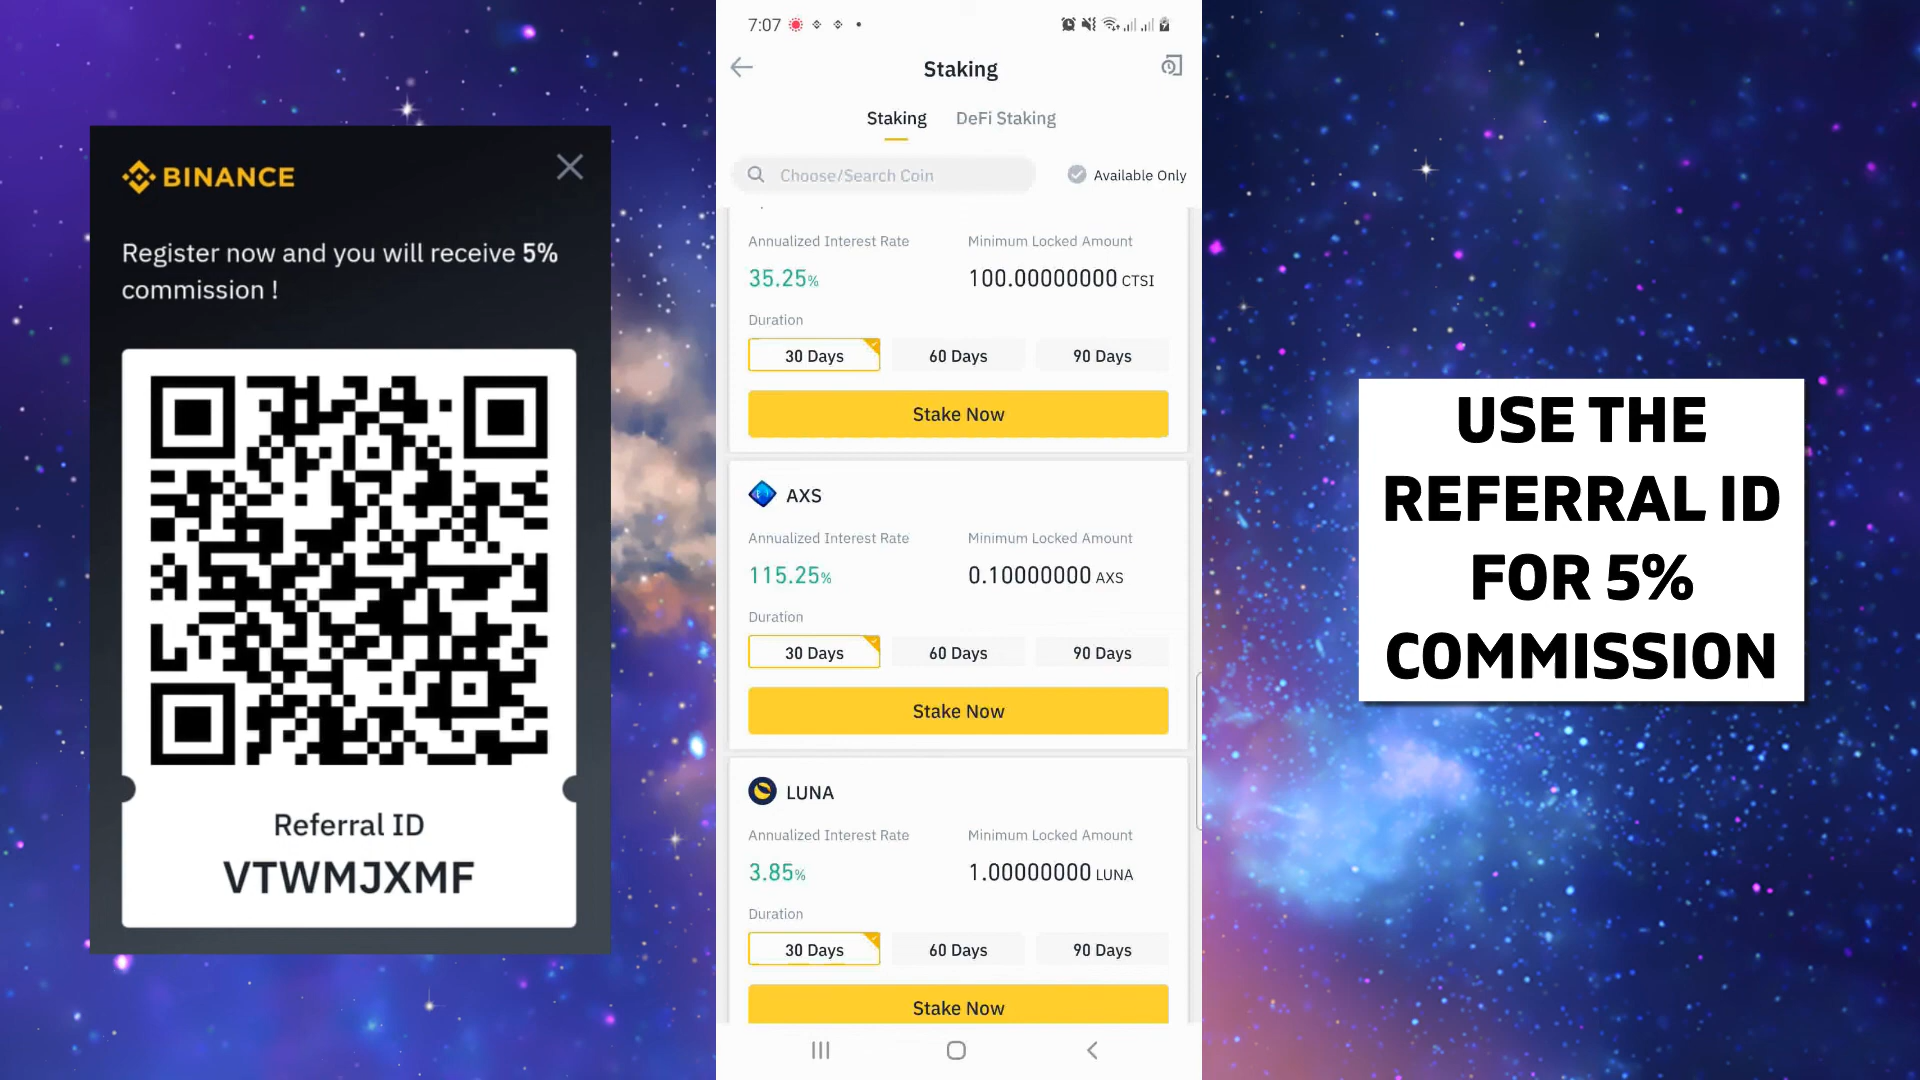 BINANCE
Register now and you will receive 5%
commission !
Referral ID
VTWMJXMF
7:07
Staking
Staking DeFi Staking
Choose/Search Coin
Available Only
Annualized Interest Rate Minimum Locked Amount
35.25% 100.00000000 CTSI
Duration
30 Days 60 Days 90 Days
Stake Now
AXS
Annualized Interest Rate Minimum Locked Amount
115.25% 0.10000000 AXS
Duration
30 Days 60 Days 90 Days
Stake Now
LUNA
Annualized Interest Rate Minimum Locked Amount
3.85% 1.00000000 LUNA
Duration
30 Days 60 Days 90 Days
Stake Now
USE THE
REFERRAL ID
FOR 5%
COMMISSION